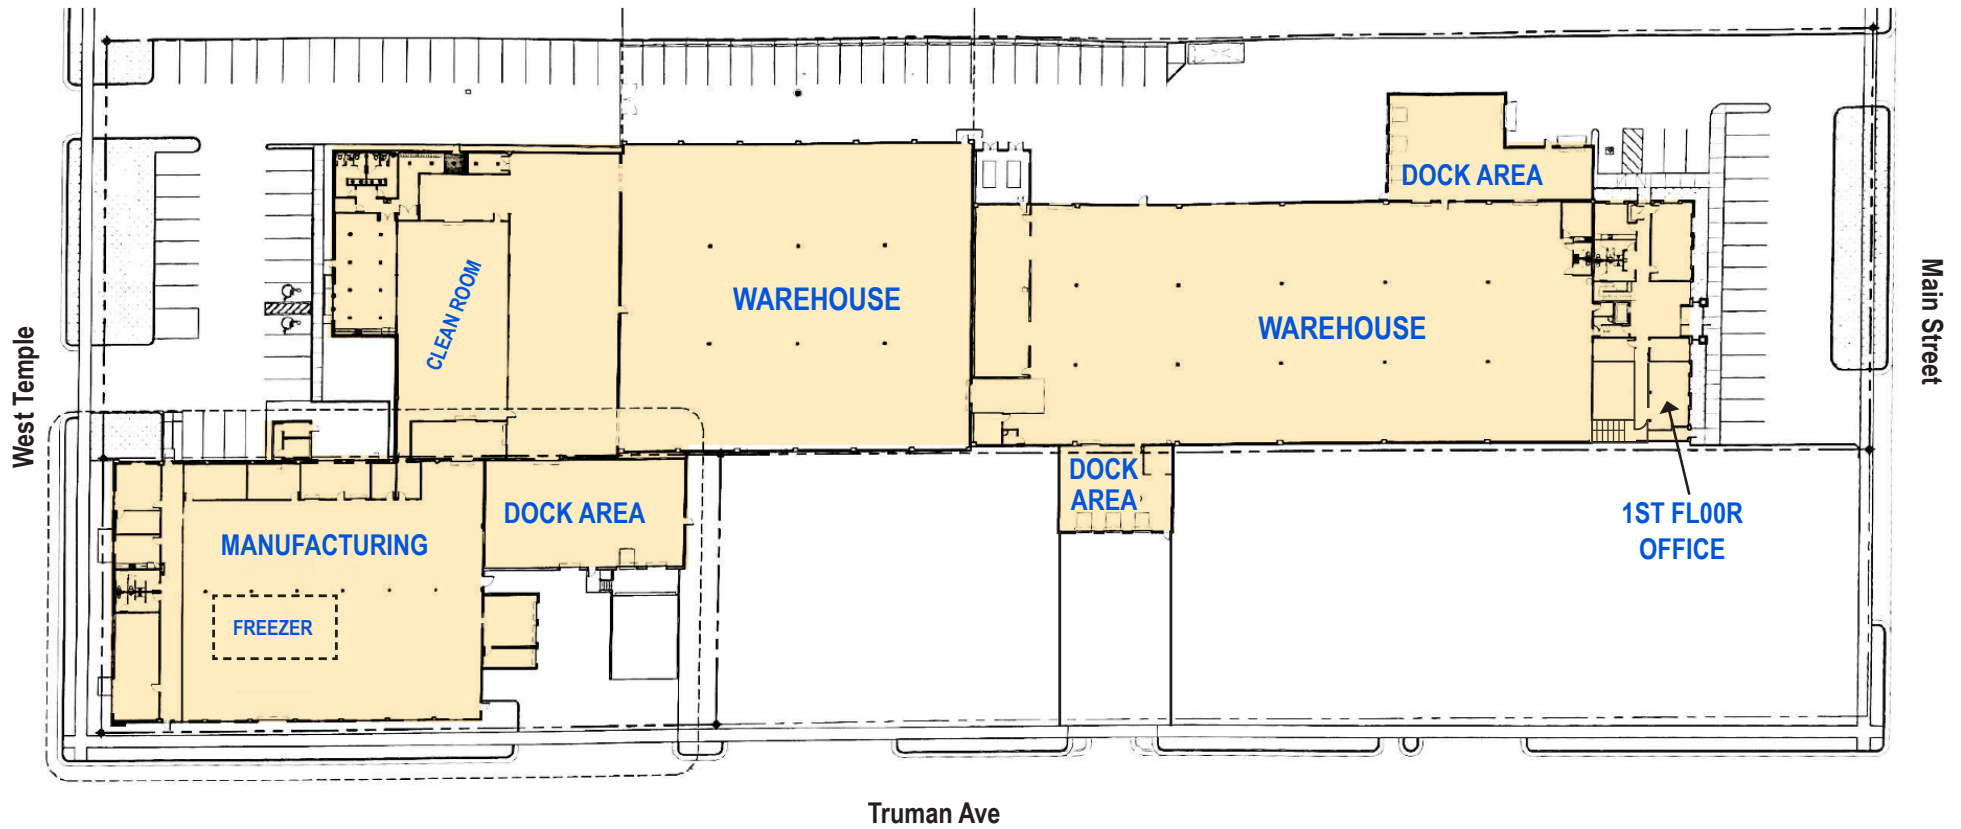 DOCK AREA
CLEAN ROOM
WAREHOUSE
WAREHOUSE
West Temple
Main Street
DOCK
AREA
DOCK AREA
1ST FL00R
OFFICE
MANUFACTURING
FREEZER
Truman Ave